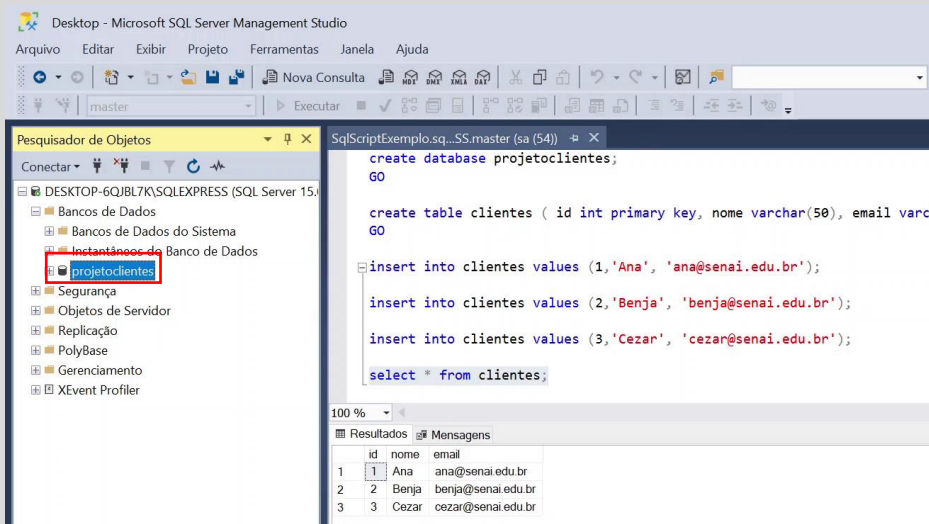 Desktop - Microsoft SQL Server Management Studio
Arquivo Editar Exibir Projeto Ferramentas Janela Ajuda
Nova Consulta MDX DMX XMLA DAX
master Executar
Pesquisador de Objetos
Conectar
DESKTOP-6QJBL7K\SQLEXPRESS (SQL Server 15.
Bancos de Dados
Bancos de Dados do Sistema
Instantâneos do Banco de Dados
projetoclientes
Segurança
Objetos de Servidor
Replicação
PolyBase
Gerenciamento
XEvent Profiler
SqlScriptExemplo.sq...SS.master (sa (54))
create database projetoclientes;
GO
create table clientes ( id int primary key, nome varchar(50), email varc
GO
insert into clientes values (1,'Ana', 'ana@senai.edu.br');
insert into clientes values (2,'Benja', 'benja@senai.edu.br');
insert into clientes values (3,'Cezar', 'cezar@senai.edu.br');
select * from clientes;
100 %
Resultados Mensagens
id nome email
1 1 Ana ana@senai.edu.br
2 2 Benja benja@senai.edu.br
3 3 Cezar cezar@senai.edu.br